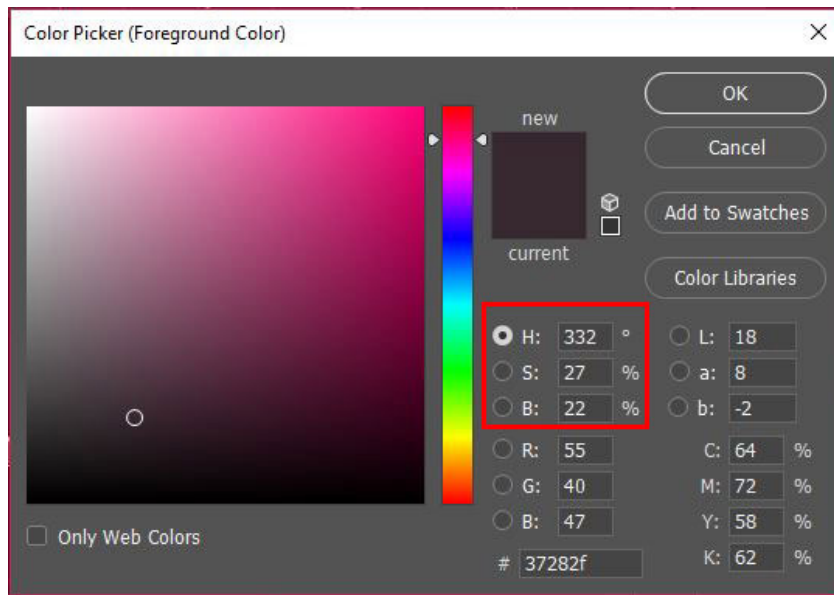 Color Picker (Foreground Color)
new
current
OK
Cancel
Add to Swatches
Color Libraries
H: 332 °
S: 27 %
B: 22 %
R: 55
G: 40
B: 47
# 37282f
L: 18
a: 8
b: -2
C: 64 %
M: 72 %
Y: 58 %
K: 62 %
Only Web Colors